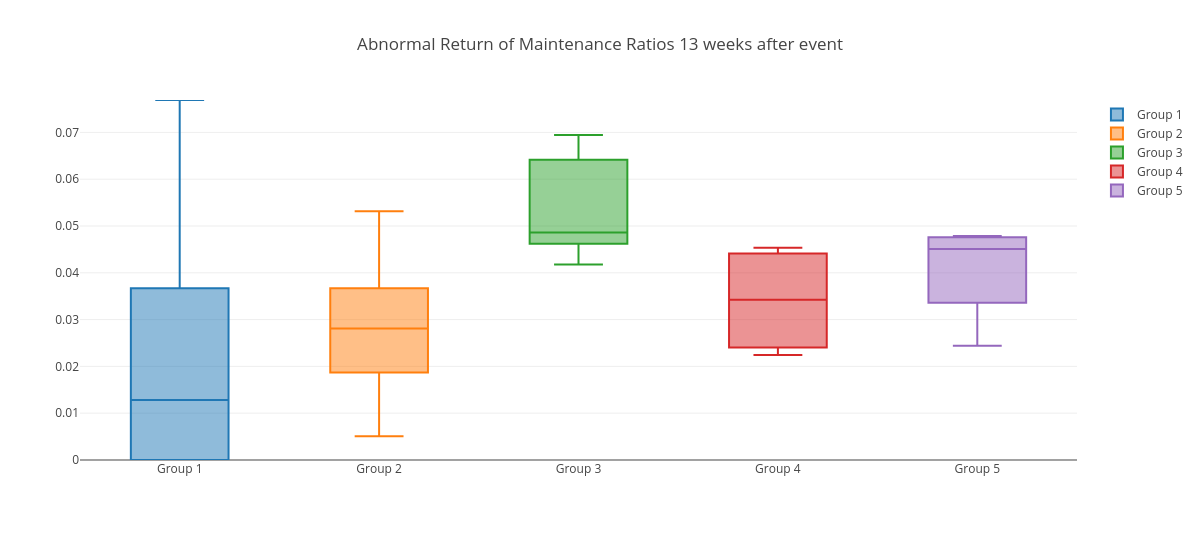 Abnormal Return of Maintenance Ratios 13 weeks after event
0.07
0.06
0.05
0.04
0.03
0.02
0.01
0
Group 1
Group 2
Group 3
Group 4
Group 5
Group 1
Group 2
Group 3
Group 4
Group 5